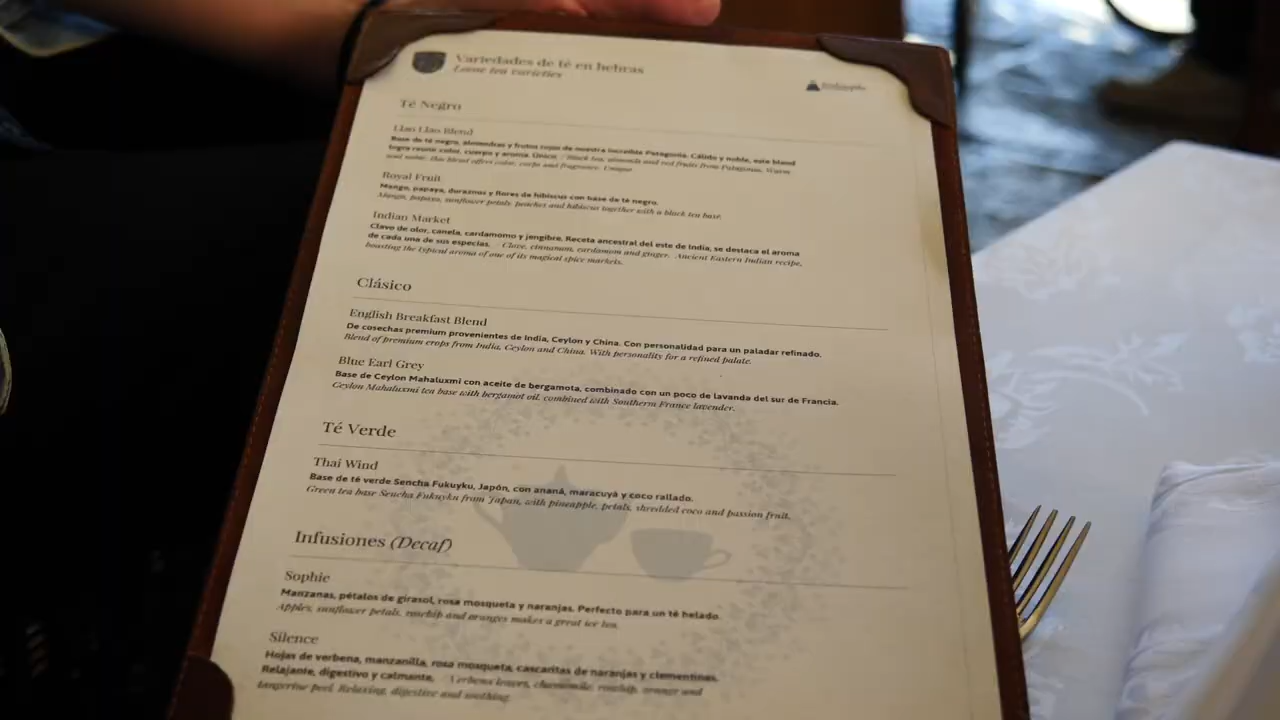 Variedades de té en hebras
Loose tea varieties
Té Negro
Llao Llao Blend
Base de té negro, almendras y frutos rojos de nuestra increíble Patagonia. Cálido y noble, este blend
logra reunir color, cuerpo y aroma. Único / Black tea, almonds and red fruits from Patagonia. Warm
and noble, this blend offers color, corps and fragrance. Unique
Royal Fruit
Mango, papaya, duraznos y flores de hibiscus con base de té negro.
Mango, papaya, sunflower petals, peaches and hibiscus together with a black tea base.
Indian Market
Clavo de olor, canela, cardamomo y jengibre. Receta ancestral del este de India, se destaca el aroma
de cada una de sus especias. / Clove, cinnamon, cardamom and ginger. Ancient Eastern Indian recipe,
boasting the typical aroma of one of its magical spice markets.
Clásico
English Breakfast Blend
De cosechas premium provenientes de India, Ceylon y China. Con personalidad para un paladar refinado.
Blend of premium crops from India, Ceylon and China. With personality for a refined palate.
Blue Earl Grey
Base de Ceylon Mahaluxmi con aceite de bergamota, combinado con un poco de lavanda del sur de Francia.
Ceylon Mahaluxmi tea base with bergamot oil, combined with Southern France lavender.
Té Verde
Thai Wind
Base de té verde Sencha Fukuyku, Japón, con ananá, maracuyá y coco rallado.
Green tea base Sencha Fukuyku from Japan, with pineapple, petals, shredded coco and passion fruit.
Infusiones (Decaf)
Sophie
Manzanas, pétalos de girasol, rosa mosqueta y naranjas. Perfecto para un té helado.
Apples, sunflower petals, rosehip and oranges makes a great ice tea.
Silence
Hojas de verbena, manzanilla, rosa mosqueta, cascaritas de naranjas y clementinas.
Relajante, digestivo y calmante. / Verbena leaves, chamomile, rosehip, orange and
tangerine peel. Relaxing, digestive and soothing.